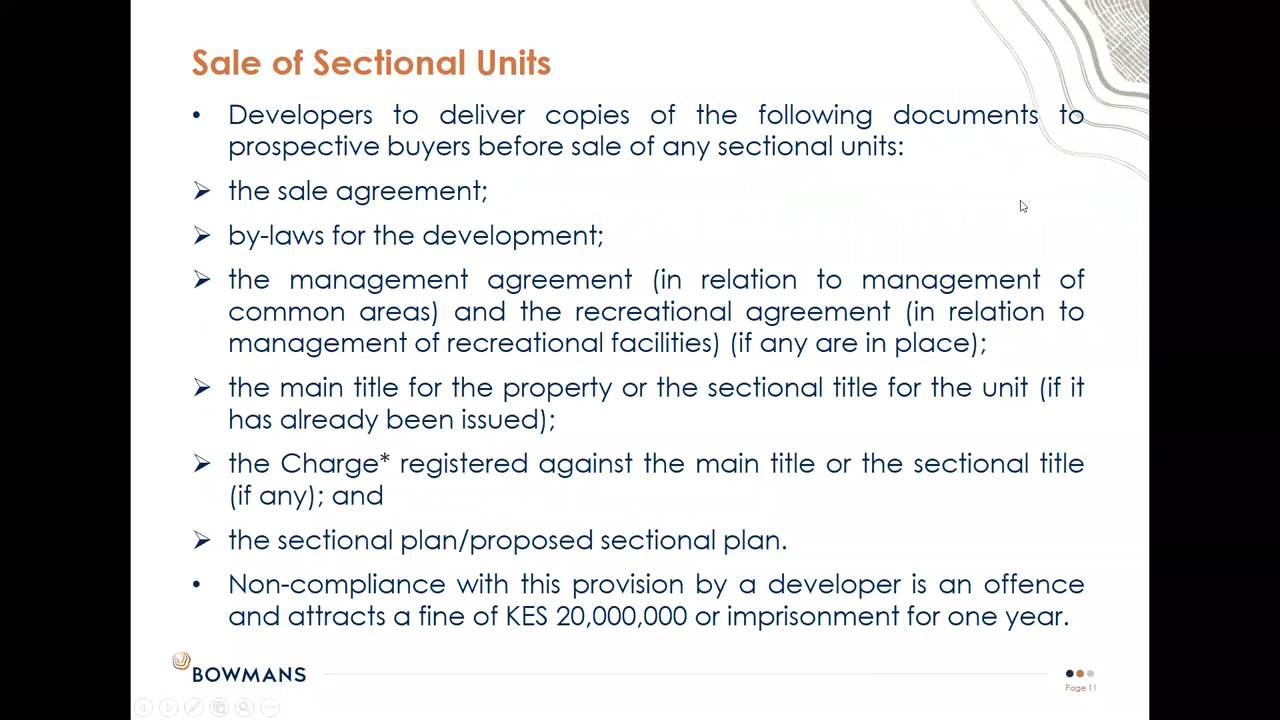 Sale of Sectional Units
• Developers to deliver copies of the following documents to
prospective buyers before sale of any sectional units:
➢ the sale agreement;
➢ by-laws for the development;
➢ the management agreement (in relation to management of
common areas) and the recreational agreement (in relation to
management of recreational facilities) (if any are in place);
➢ the main title for the property or the sectional title for the unit (if it
has already been issued);
➢ the Charge* registered against the main title or the sectional title
(if any); and
➢ the sectional plan/proposed sectional plan.
• Non-compliance with this provision by a developer is an offence
and attracts a fine of KES 20,000,000 or imprisonment for one year.
BOWMANS
Page 11